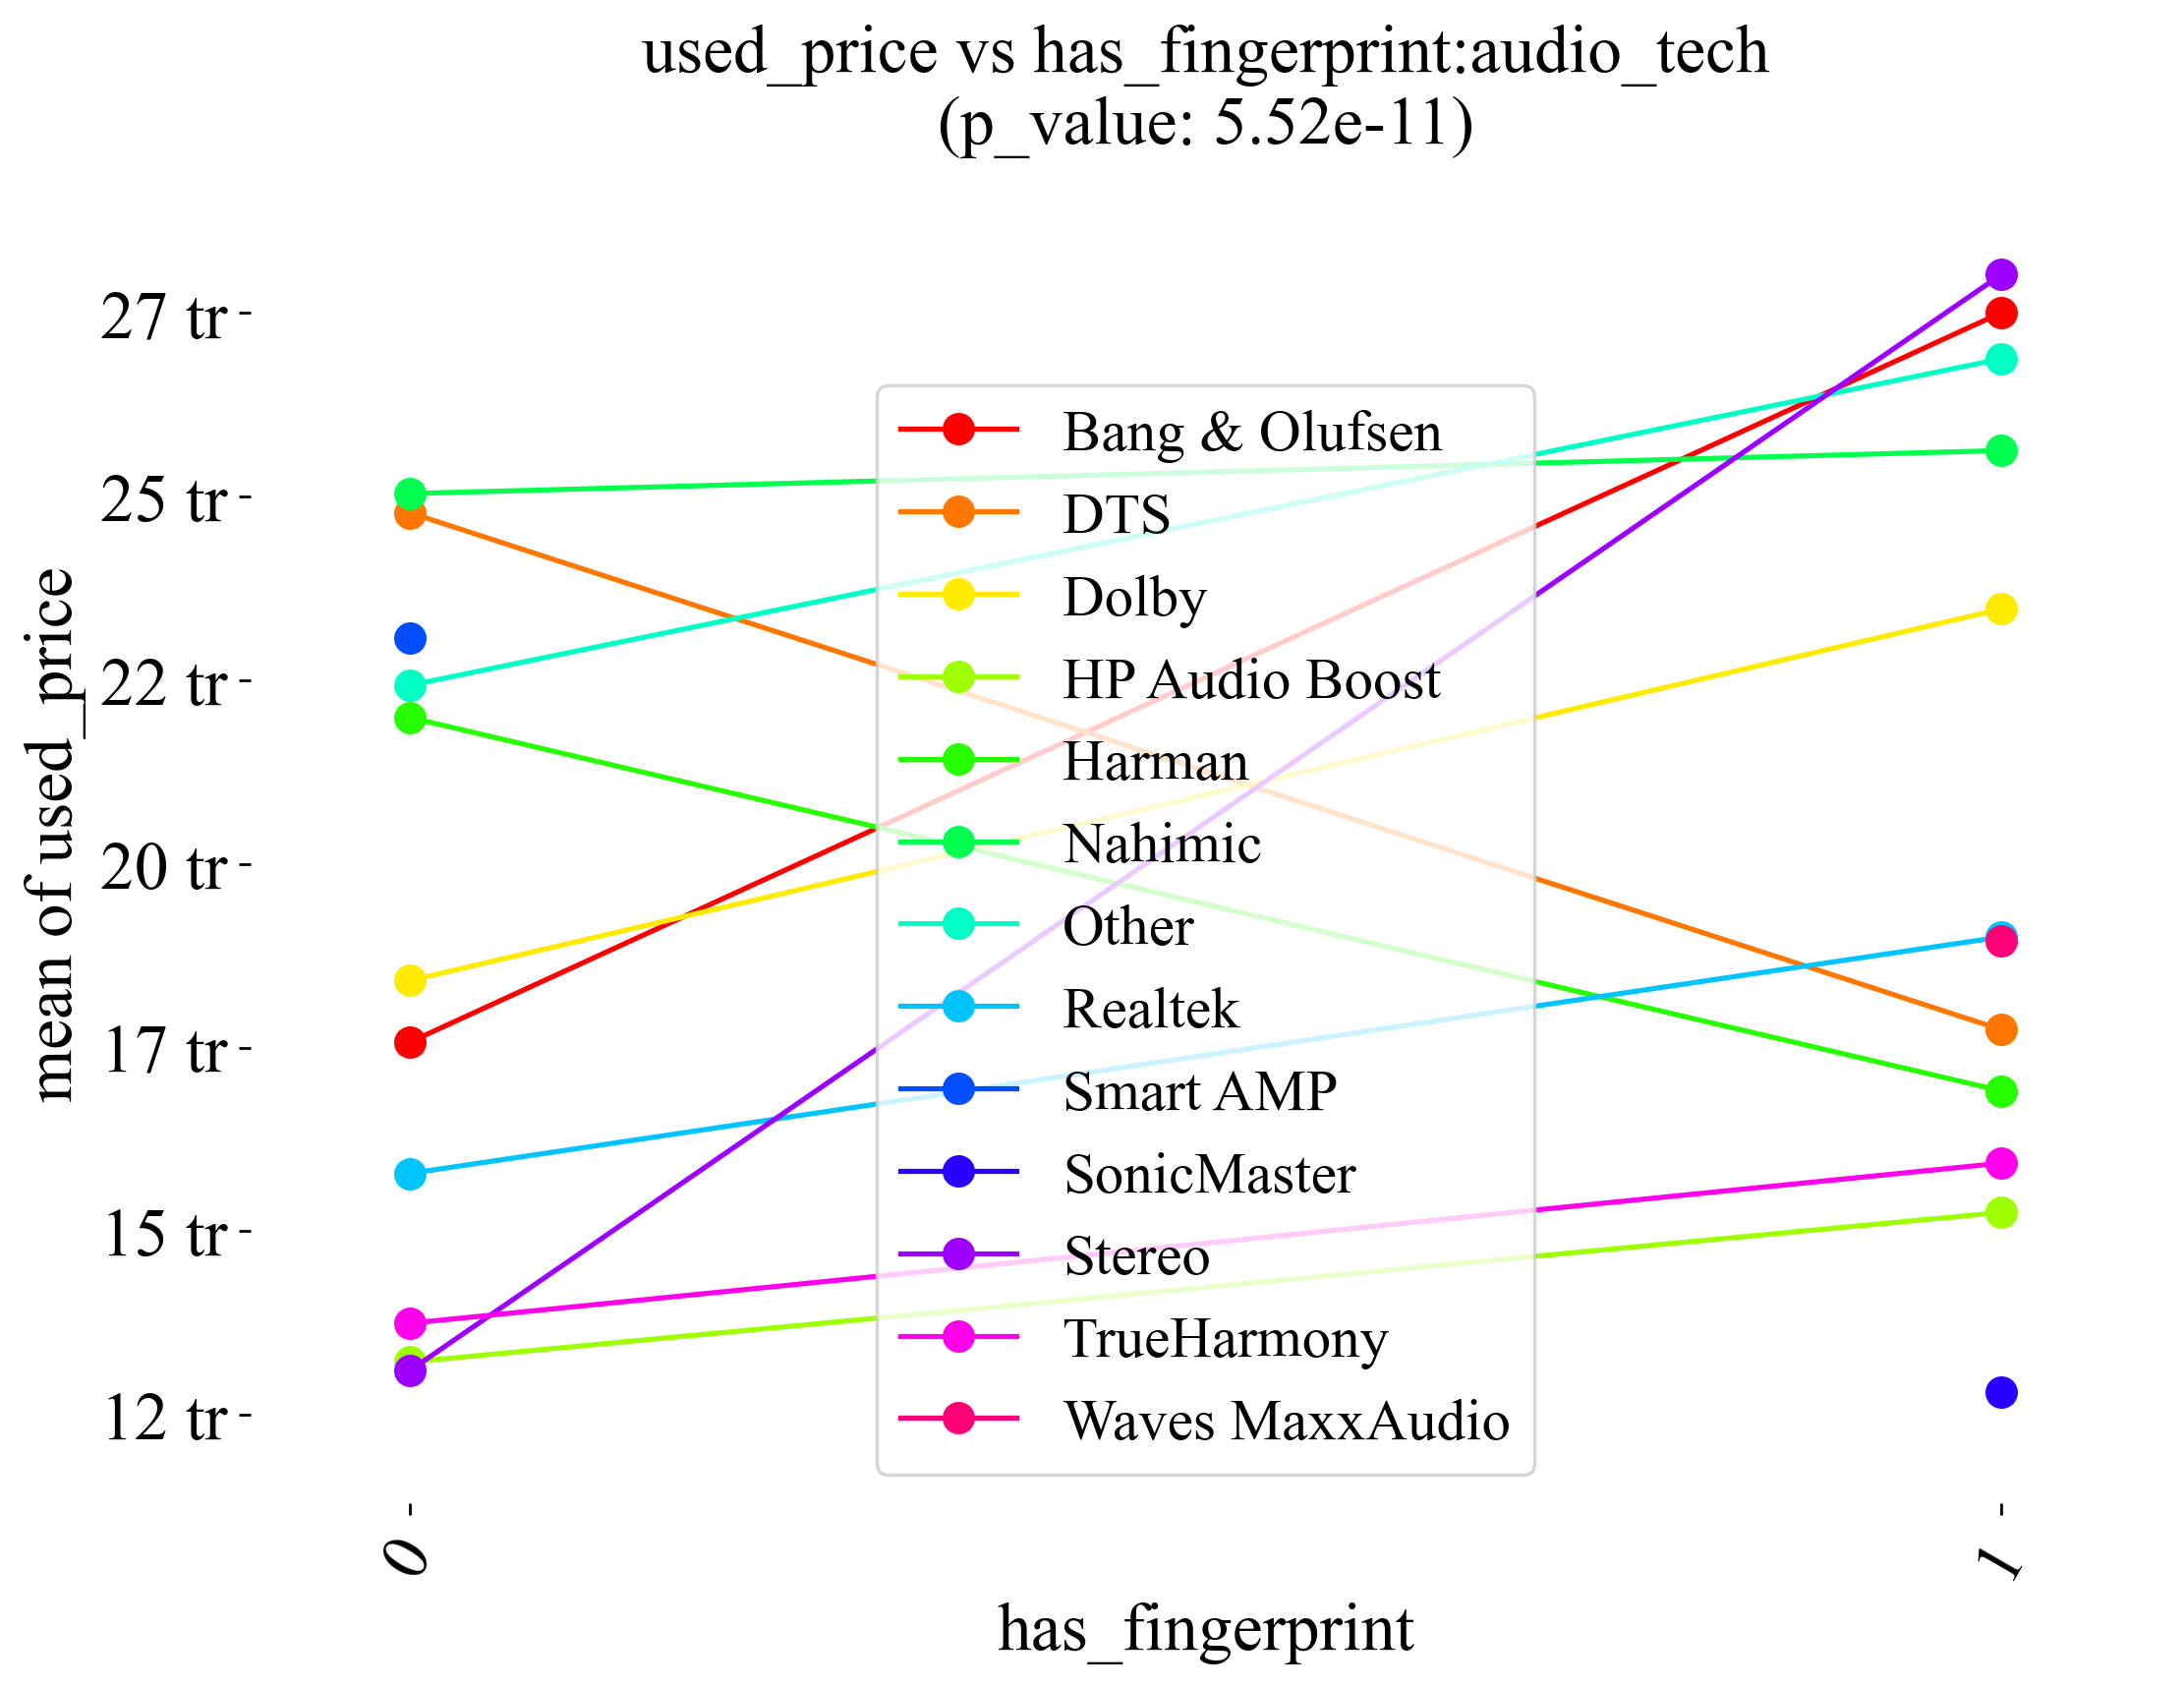 used_price vs has_fingerprint:audio_tech
(p_value: 5.52e-11)
mean of used_price
27 tr
25 tr
22 tr
20 tr
17 tr
15 tr
12 tr
Bang & Olufsen
DTS
Dolby
HP Audio Boost
Harman
Nahimic
Other
Realtek
Smart AMP
SonicMaster
Stereo
TrueHarmony
Waves MaxxAudio
0
1
has_fingerprint